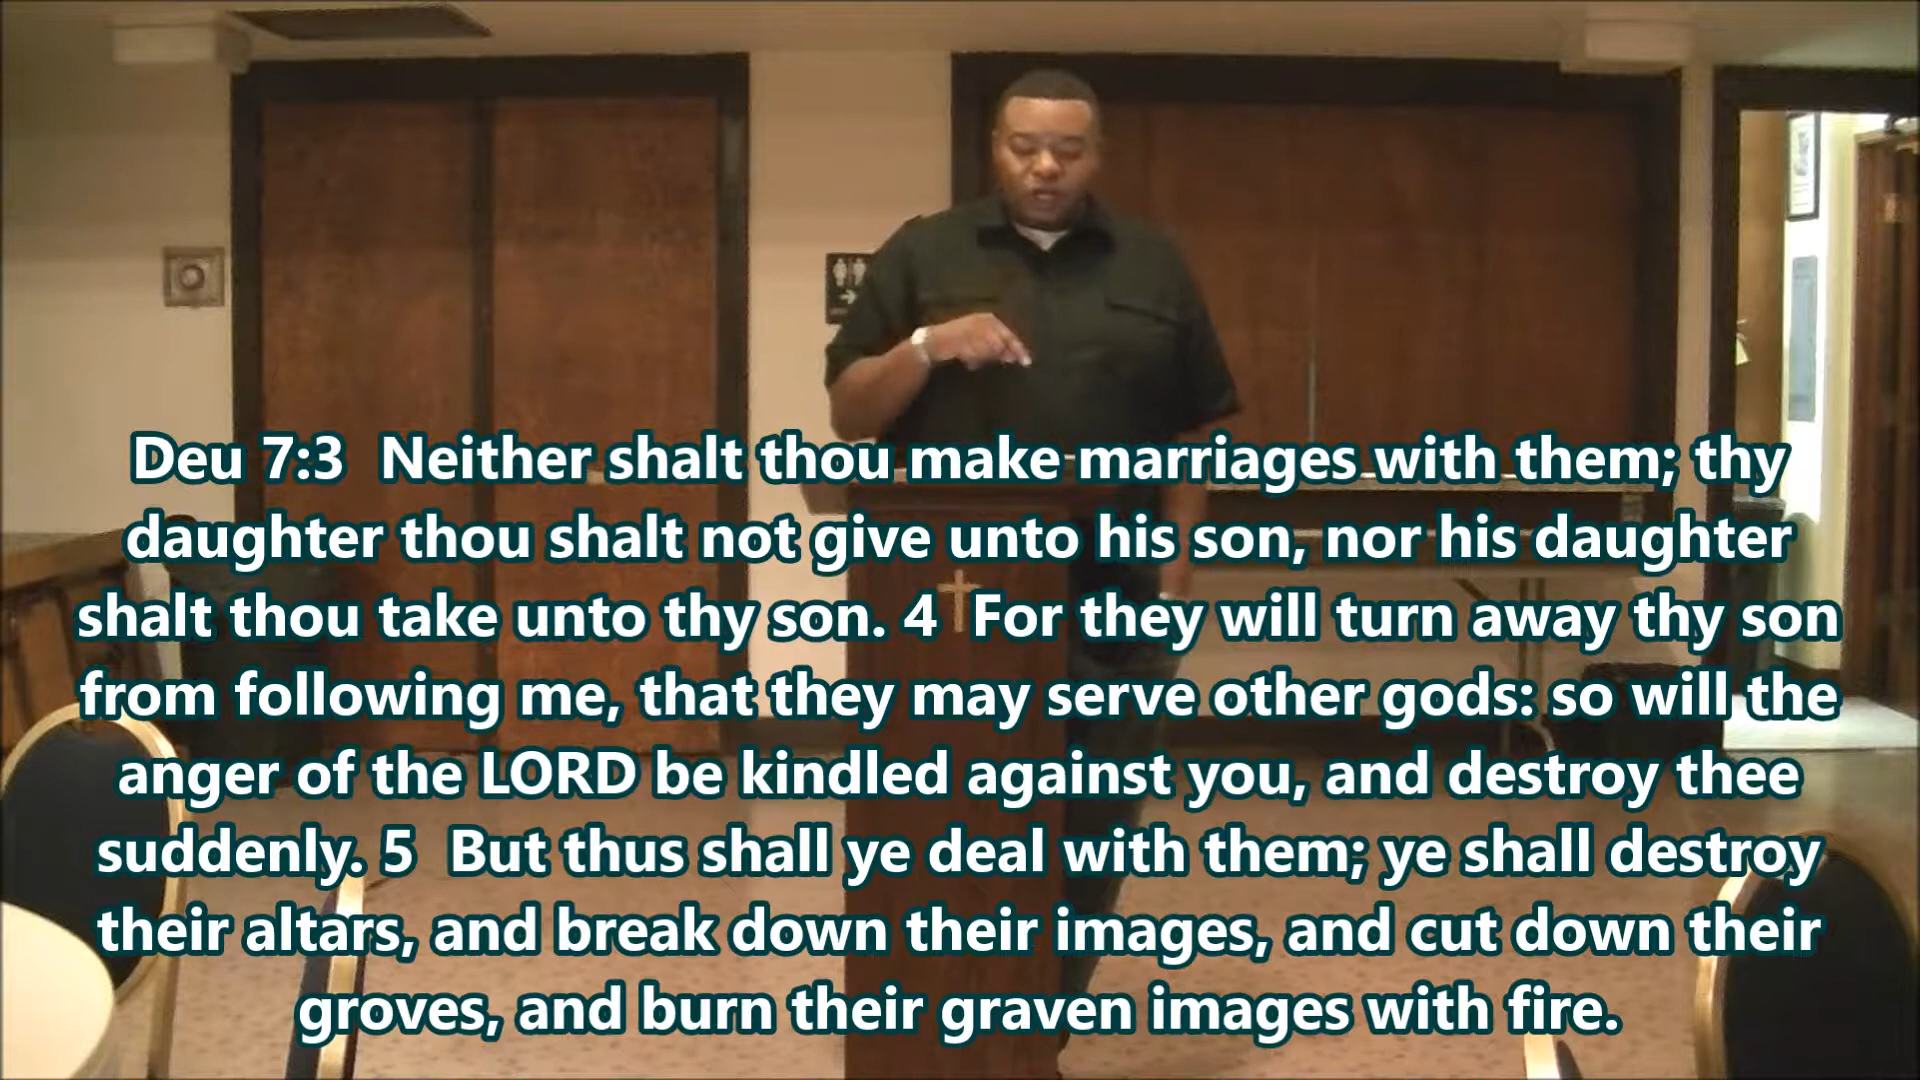 Deu 7:3  Neither shalt thou make marriages with them; thy
daughter thou shalt not give unto his son, nor his daughter
shalt thou take unto thy son. 4  For they will turn away thy son
from following me, that they may serve other gods: so will the
anger of the LORD be kindled against you, and destroy thee
suddenly. 5  But thus shall ye deal with them; ye shall destroy
their altars, and break down their images, and cut down their
groves, and burn their graven images with fire.